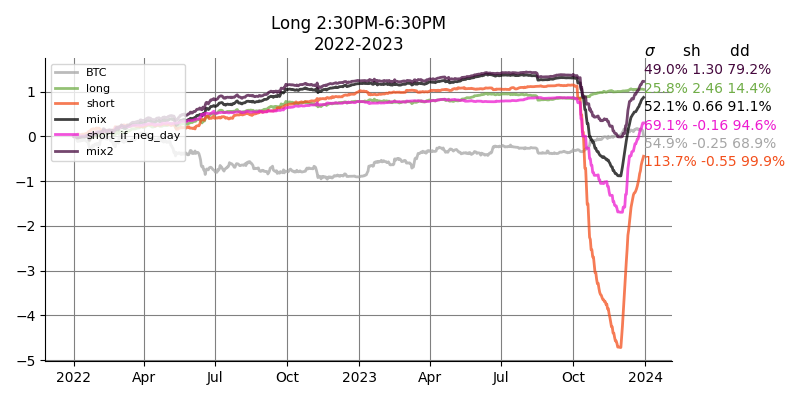 Long 2:30PM-6:30PM
2022-2023
σ sh dd
49.0% 1.30 79.2%
25.8% 2.46 14.4%
52.1% 0.66 91.1%
69.1% -0.16 94.6%
54.9% -0.25 68.9%
113.7% -0.55 99.9%
BTC
long
short
mix
short_if_neg_day
mix2
1
0
−1
−2
−3
−4
−5
2022 Apr Jul Oct 2023 Apr Jul Oct 2024